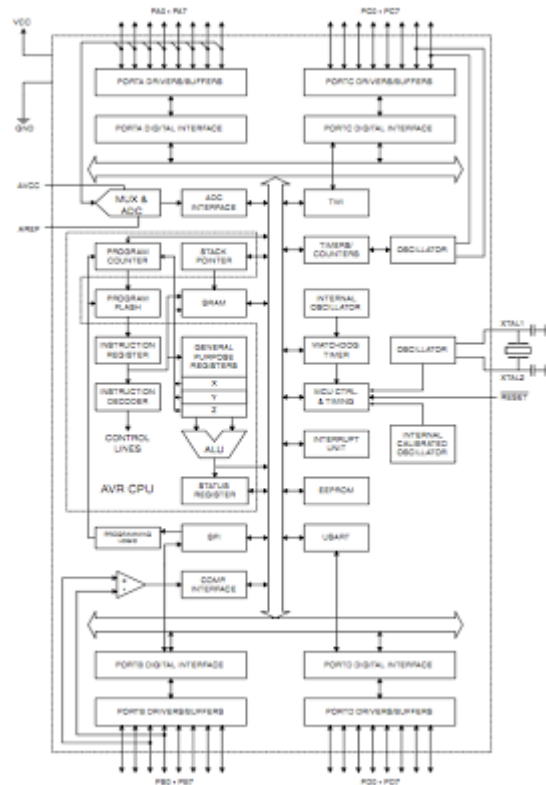 VCC
PA0 - PA7
PC0 - PC7
PORTA DRIVERS/BUFFERS
PORTC DRIVERS/BUFFERS
GND
PORTA DIGITAL INTERFACE
PORTC DIGITAL INTERFACE
AVCC
MUX &
ADC
ADC
INTERFACE
TWI
AREF
PROGRAM
COUNTER
STACK
POINTER
TIMERS/
COUNTERS
OSCILLATOR
PROGRAM
FLASH
SRAM
INTERNAL
OSCILLATOR
XTAL1
INSTRUCTION
REGISTER
GENERAL
PURPOSE
REGISTERS
WATCHDOG
TIMER
OSCILLATOR
XTAL2
X
INSTRUCTION
DECODER
Y
Z
MCU CTRL.
& TIMING
RESET
CONTROL
LINES
ALU
INTERRUPT
UNIT
INTERNAL
CALIBRATED
OSCILLATOR
AVR CPU
STATUS
REGISTER
EEPROM
PROGRAMMING
LOGIC
SPI
USART
+
-
COMP.
INTERFACE
PORTB DIGITAL INTERFACE
PORTD DIGITAL INTERFACE
PORTB DRIVERS/BUFFERS
PORTD DRIVERS/BUFFERS
PB0 - PB7
PD0 - PD7